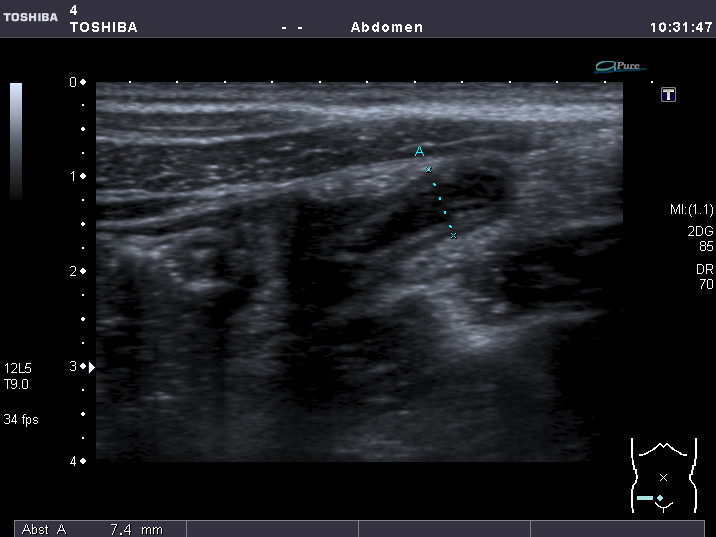 TOSHIBA
4
TOSHIBA - - Abdomen 10:31:47
APure
T
0
A
1
MI:(1.1)
2DG
85
2
DR
70
3
12L5
T9.0
34 fps
4
Abst A 7.4 mm